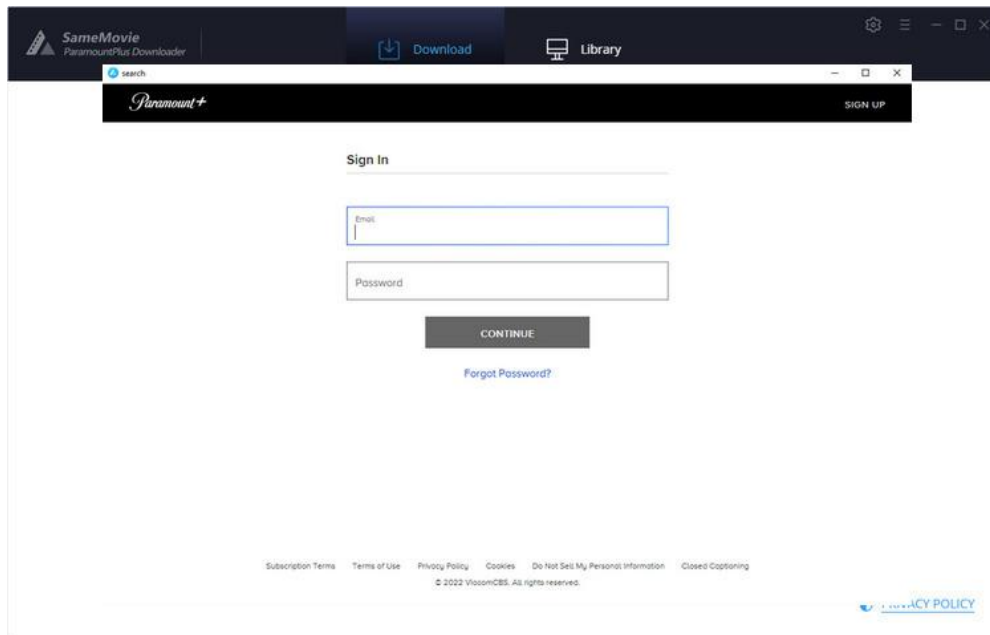 SameMovie
ParamountPlus Downloader
Download
Library
search
Paramount+
SIGN UP
Sign In
Email
Password
CONTINUE
Forgot Password?
Subscription Terms Terms of Use Privacy Policy Cookies Do Not Sell My Personal Information Closed Captioning
© 2022 ViacomCBS. All rights reserved.
POLICY